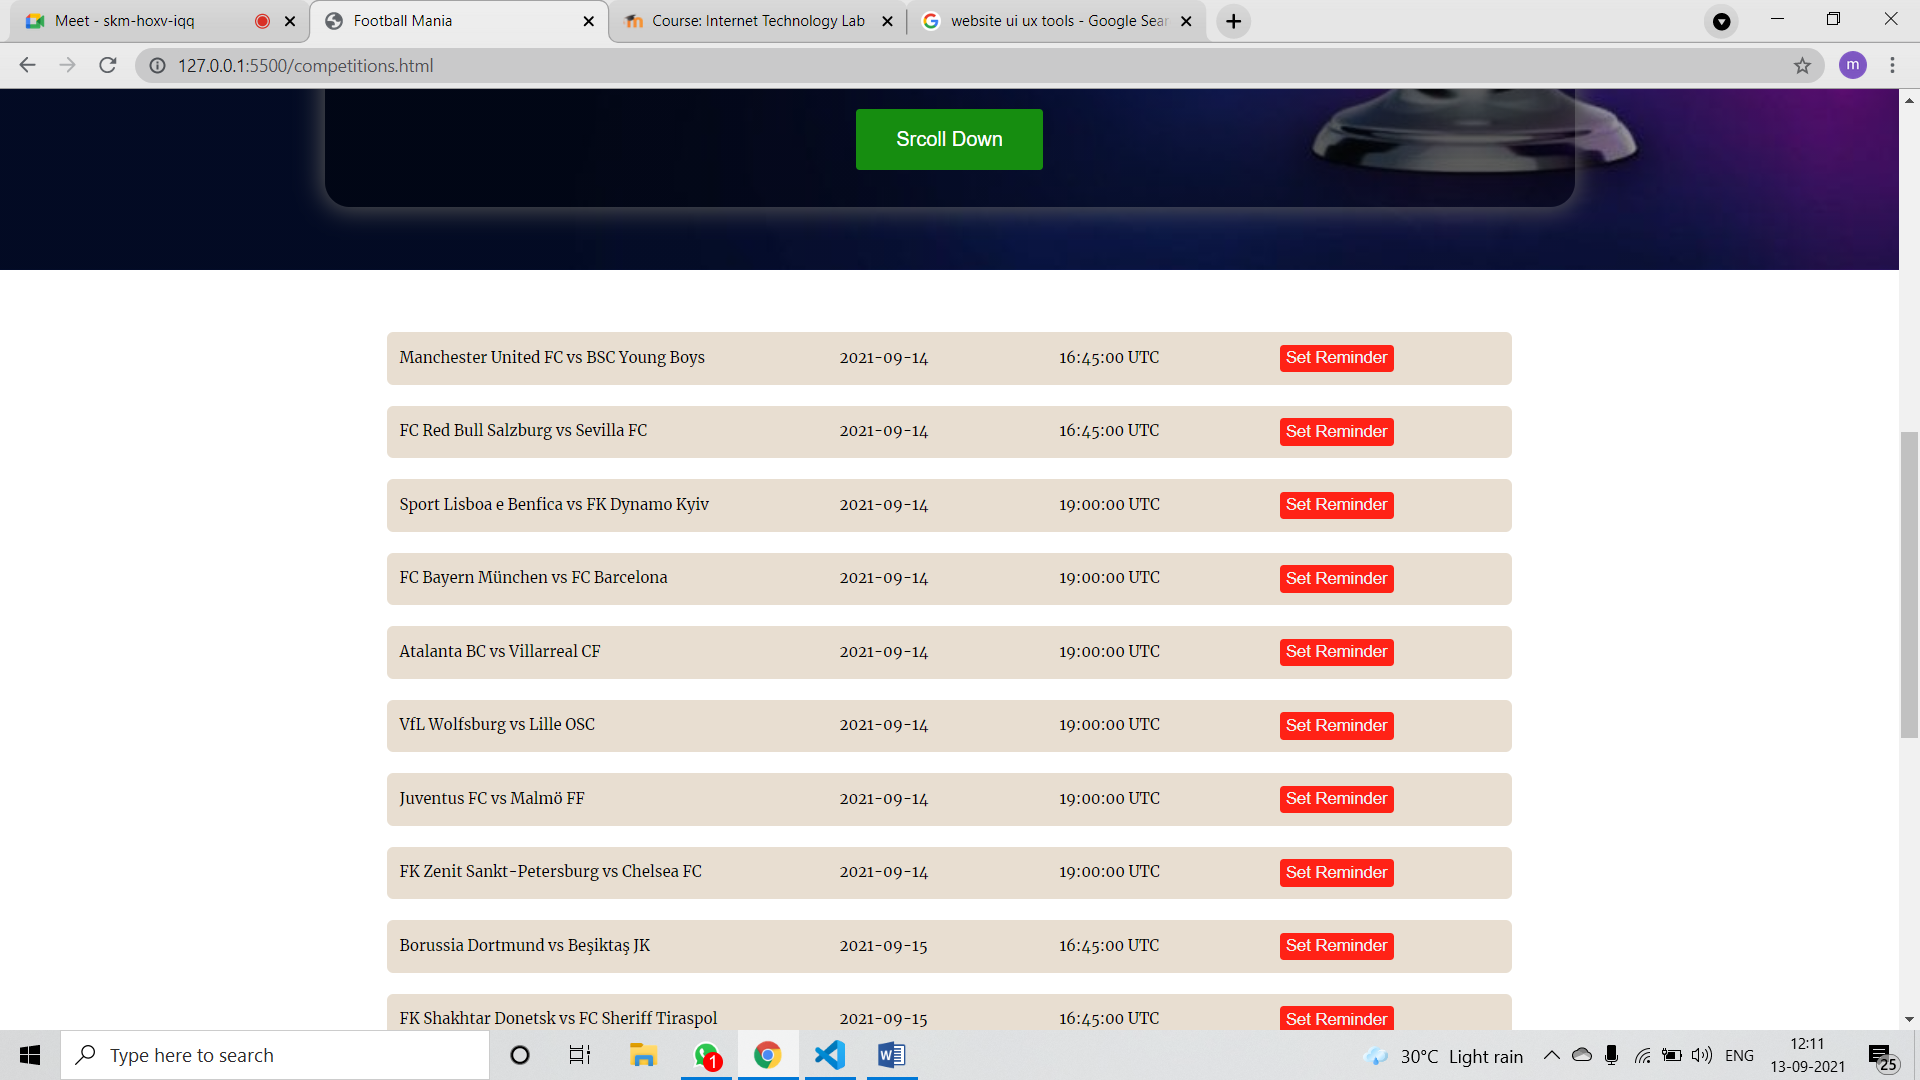 Meet - skm-hoxv-iqq
Football Mania
Course: Internet Technology Lab
website ui ux tools - Google Sear
127.0.0.1:5500/competitions.html
m
Srcoll Down
Manchester United FC vs BSC Young Boys 2021-09-14 16:45:00 UTC Set Reminder
FC Red Bull Salzburg vs Sevilla FC 2021-09-14 16:45:00 UTC Set Reminder
Sport Lisboa e Benfica vs FK Dynamo Kyiv 2021-09-14 19:00:00 UTC Set Reminder
FC Bayern München vs FC Barcelona 2021-09-14 19:00:00 UTC Set Reminder
Atalanta BC vs Villarreal CF 2021-09-14 19:00:00 UTC Set Reminder
VfL Wolfsburg vs Lille OSC 2021-09-14 19:00:00 UTC Set Reminder
Juventus FC vs Malmö FF 2021-09-14 19:00:00 UTC Set Reminder
FK Zenit Sankt-Petersburg vs Chelsea FC 2021-09-14 19:00:00 UTC Set Reminder
Borussia Dortmund vs Beşiktaş JK 2021-09-15 16:45:00 UTC Set Reminder
FK Shakhtar Donetsk vs FC Sheriff Tiraspol 2021-09-15 16:45:00 UTC Set Reminder
Type here to search
1
30°C Light rain
ENG
12:11
13-09-2021
25